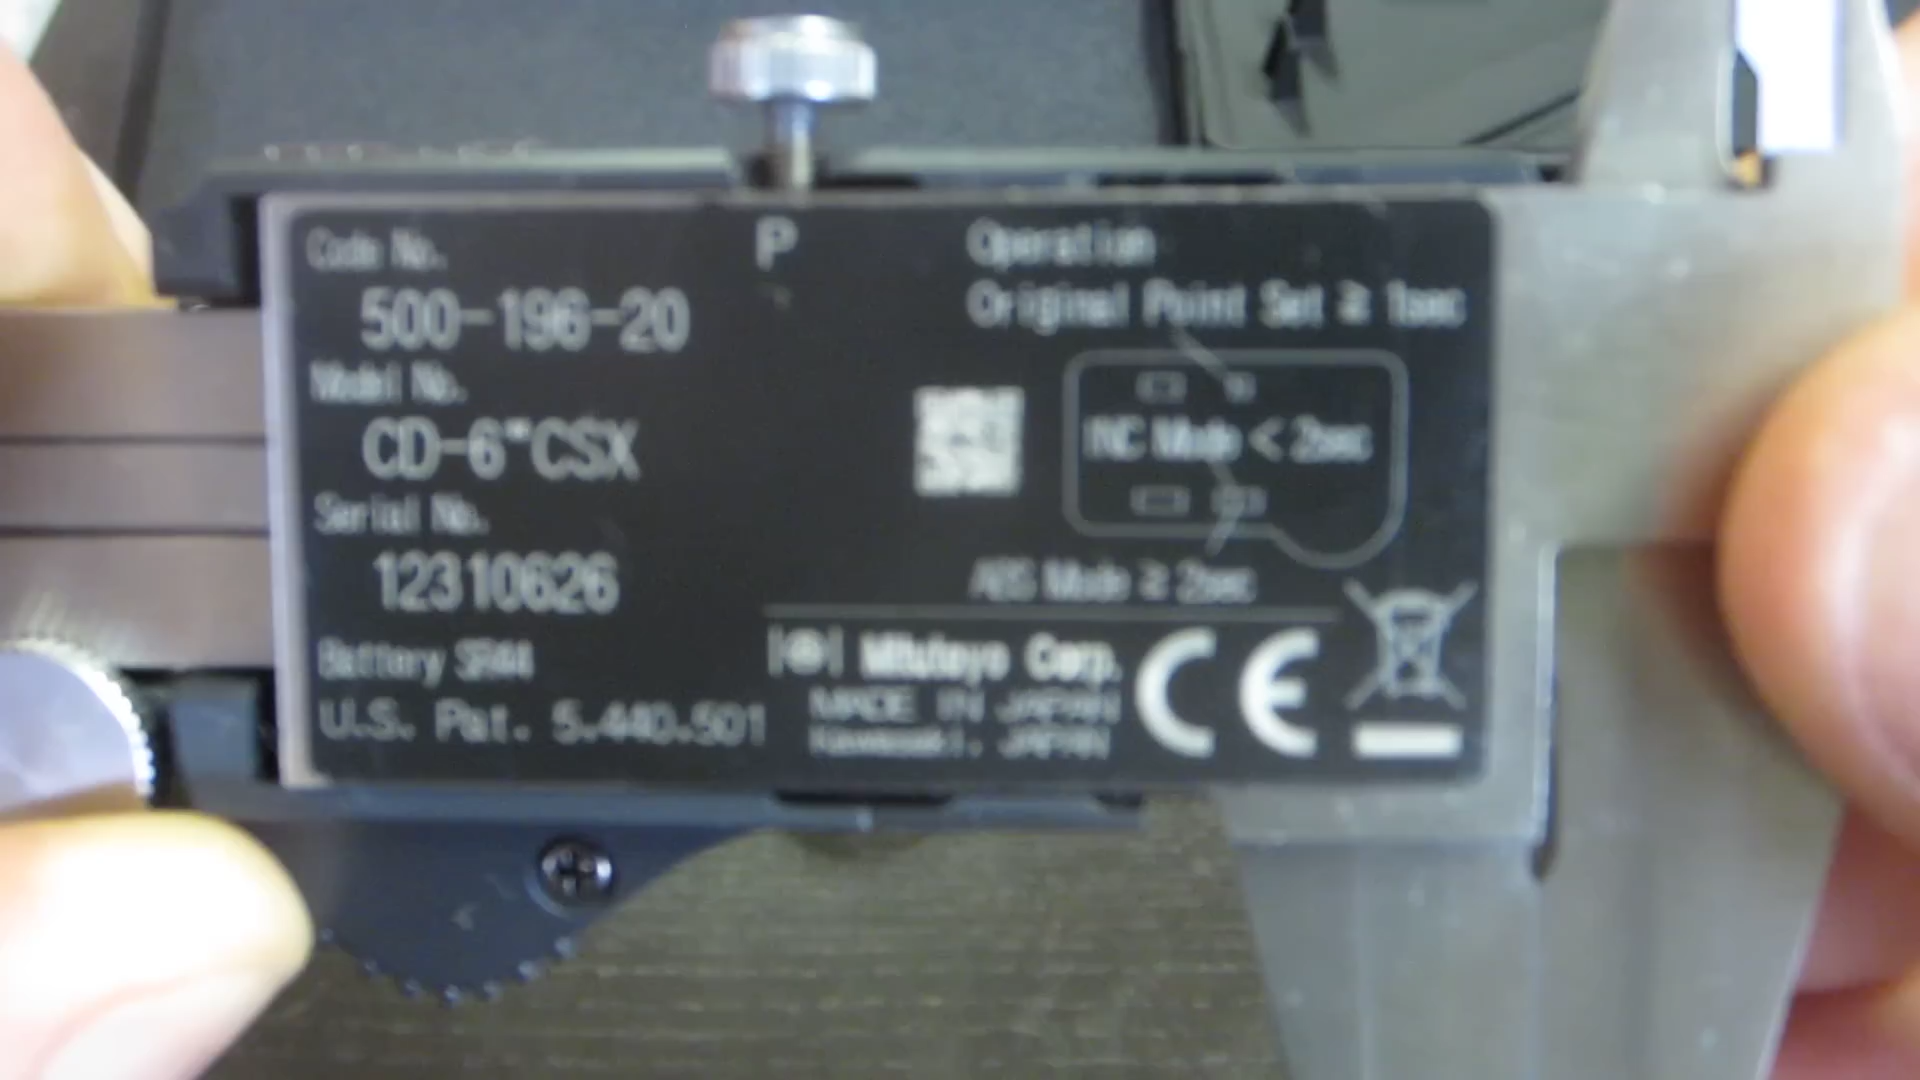 Code No.
500-196-20
Model No.
CD-6"CSX
Serial No.
12310626
Battery SR44
U.S. Pat. 5.440.501
P
Operation
Original Point Set ≥ 1sec
INC Mode < 2sec
ABS Mode ≥ 2sec
Mitutoyo Corp.
MADE IN JAPAN
Kawasaki, JAPAN
CE